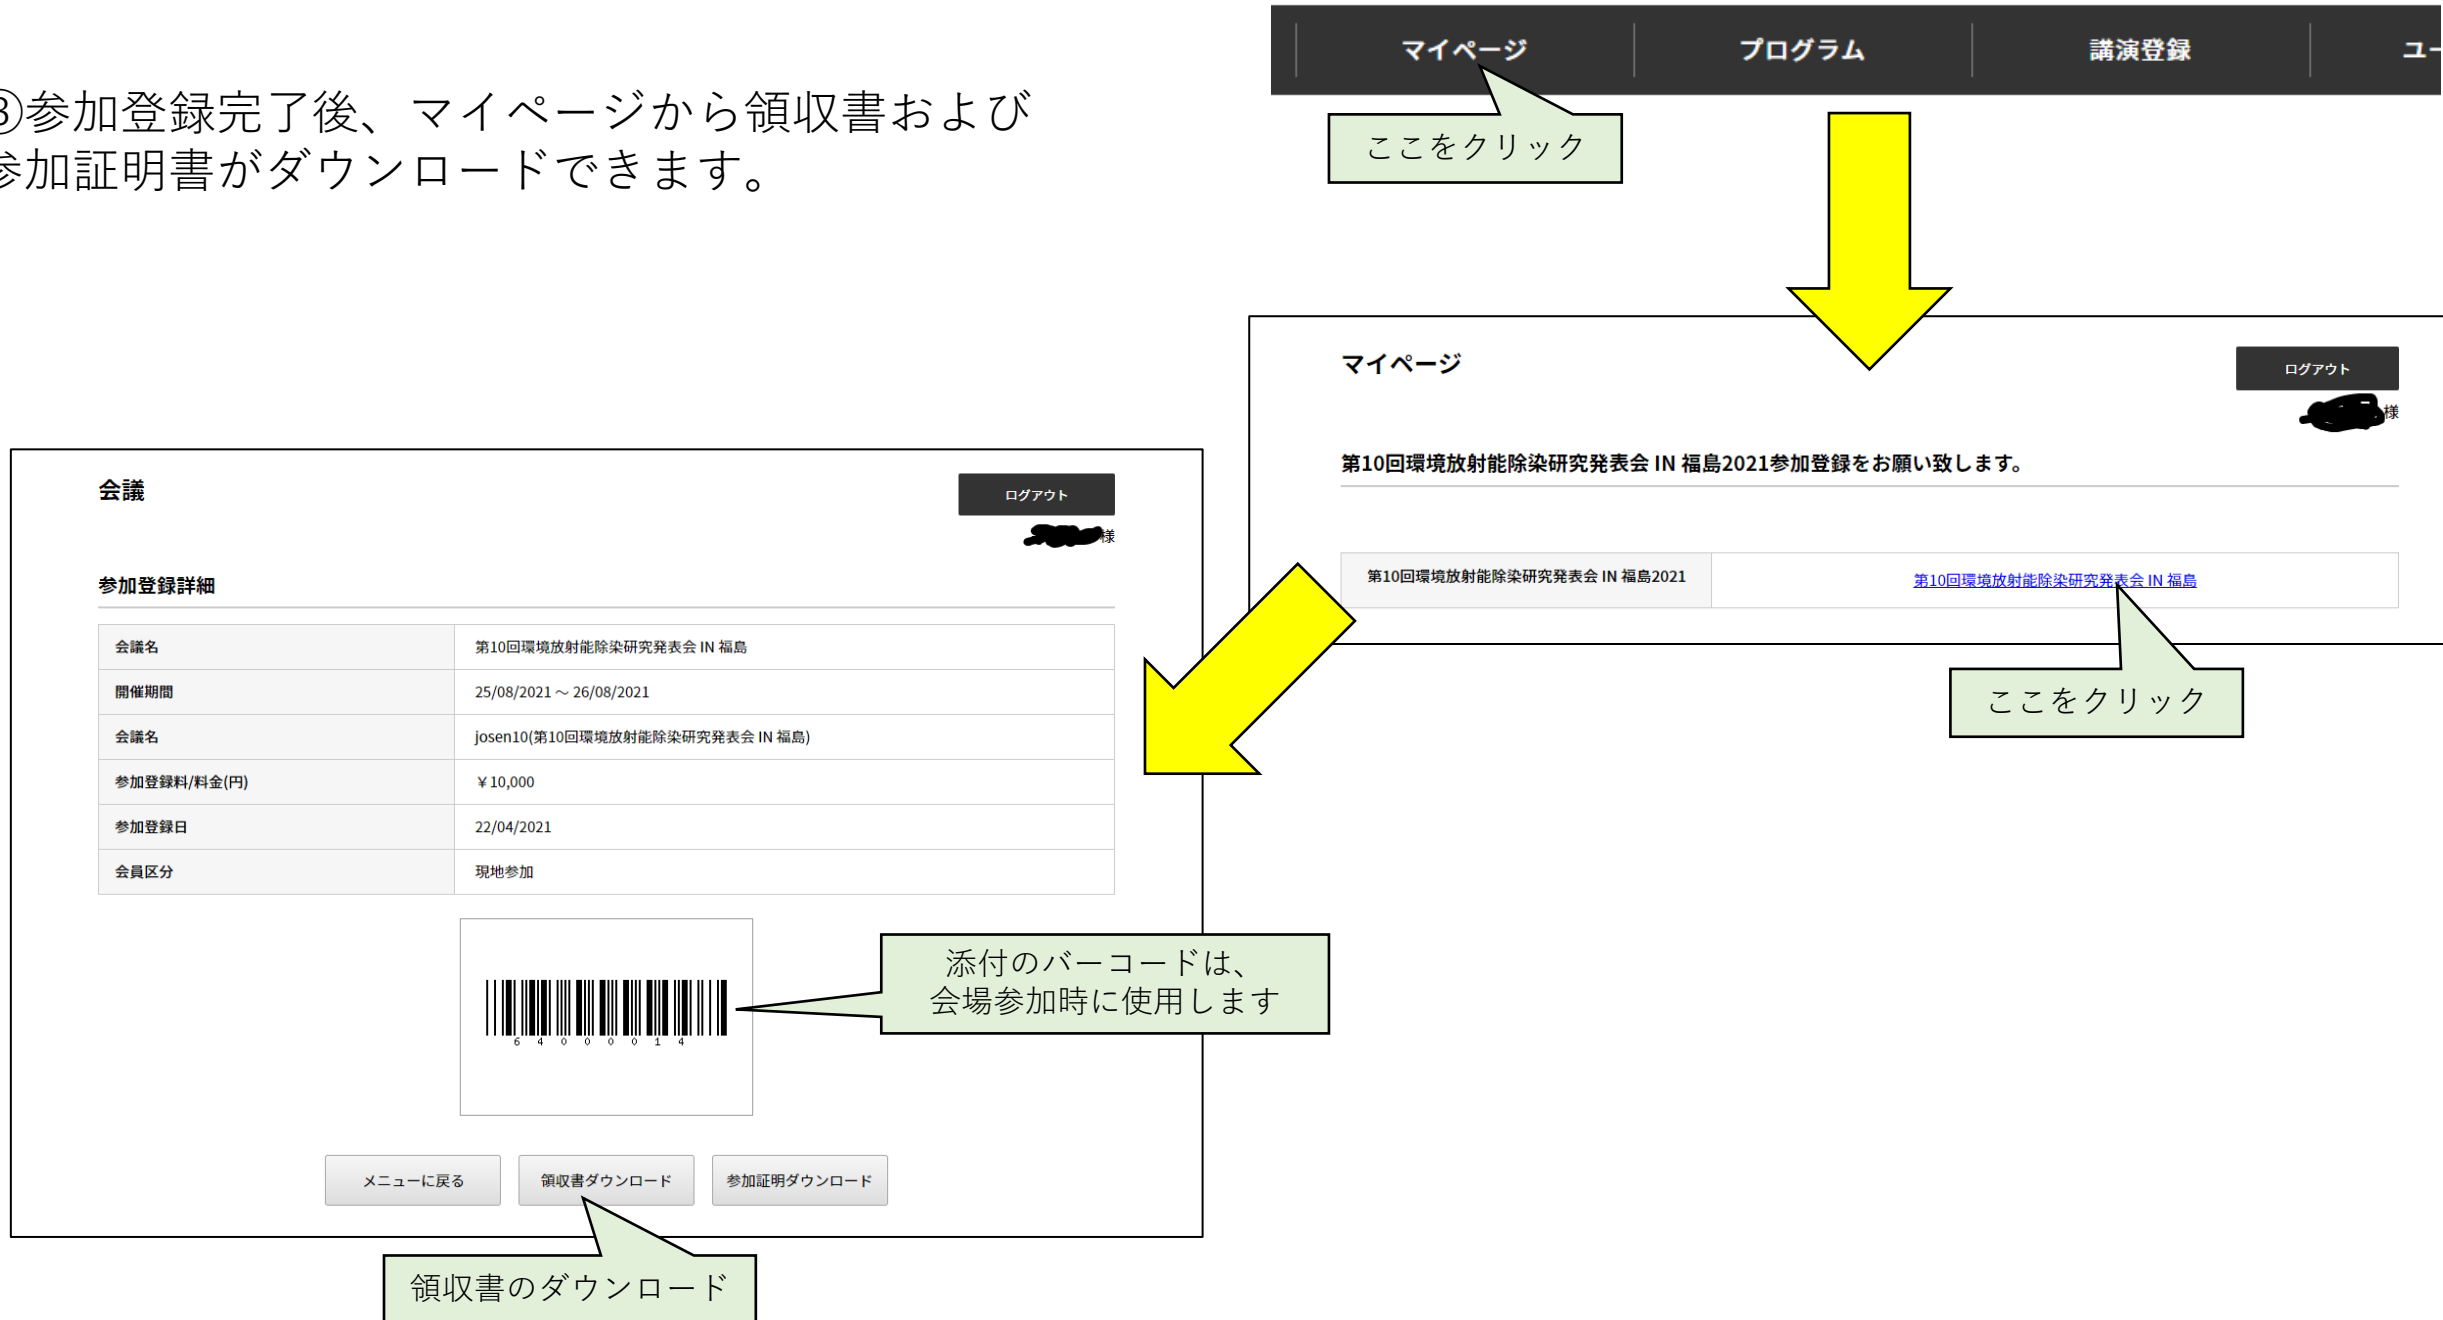 ③参加登録完了後、マイページから領収書および
参加証明書がダウンロードできます。
マイページ
プログラム
講演登録
ユー
ここをクリック
マイページ
ログアウト
様
第10回環境放射能除染研究発表会 IN 福島2021参加登録をお願い致します。
第10回環境放射能除染研究発表会 IN 福島2021
第10回環境放射能除染研究発表会 IN 福島
ここをクリック
会議
ログアウト
様
参加登録詳細
会議名 第10回環境放射能除染研究発表会 IN 福島
開催期間 25/08/2021 ～ 26/08/2021
会議名 josen10(第10回環境放射能除染研究発表会 IN 福島)
参加登録料/料金(円) ￥10,000
参加登録日 22/04/2021
会員区分 現地参加
6 4 0 0 0 0 1 4
添付のバーコードは、
会場参加時に使用します
メニューに戻る
領収書ダウンロード
参加証明ダウンロード
領収書のダウンロード